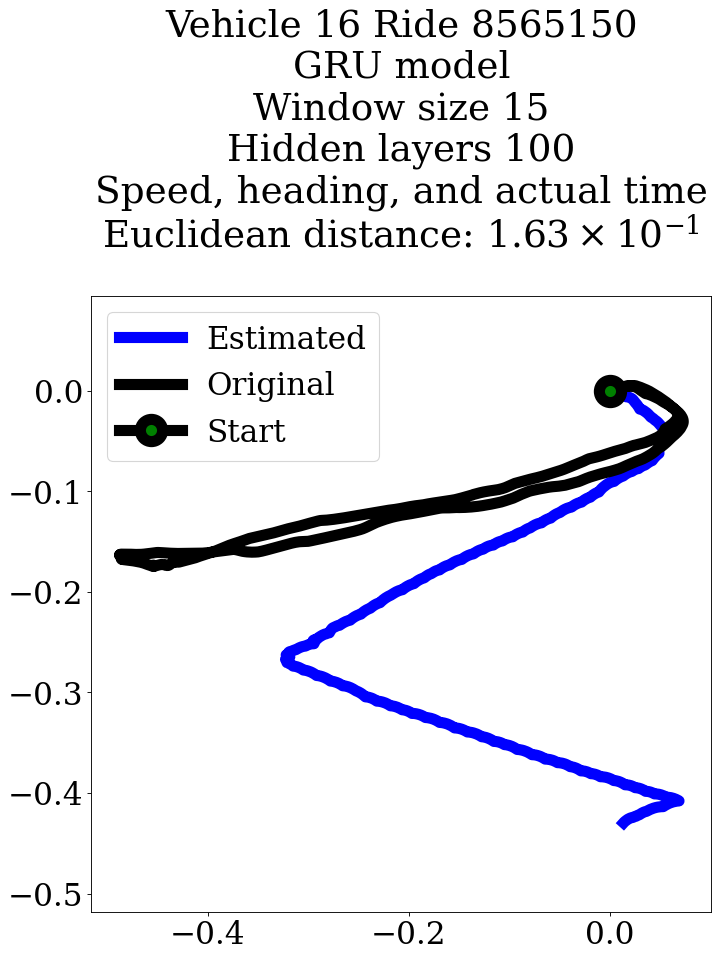 Vehicle 16 Ride 8565150
GRU model
Window size 15
Hidden layers 100
Speed, heading, and actual time
Euclidean distance: 1.63 × 10⁻¹
Estimated
Original
Start
0.0
−0.1
−0.2
−0.3
−0.4
−0.5
−0.4 −0.2 0.0